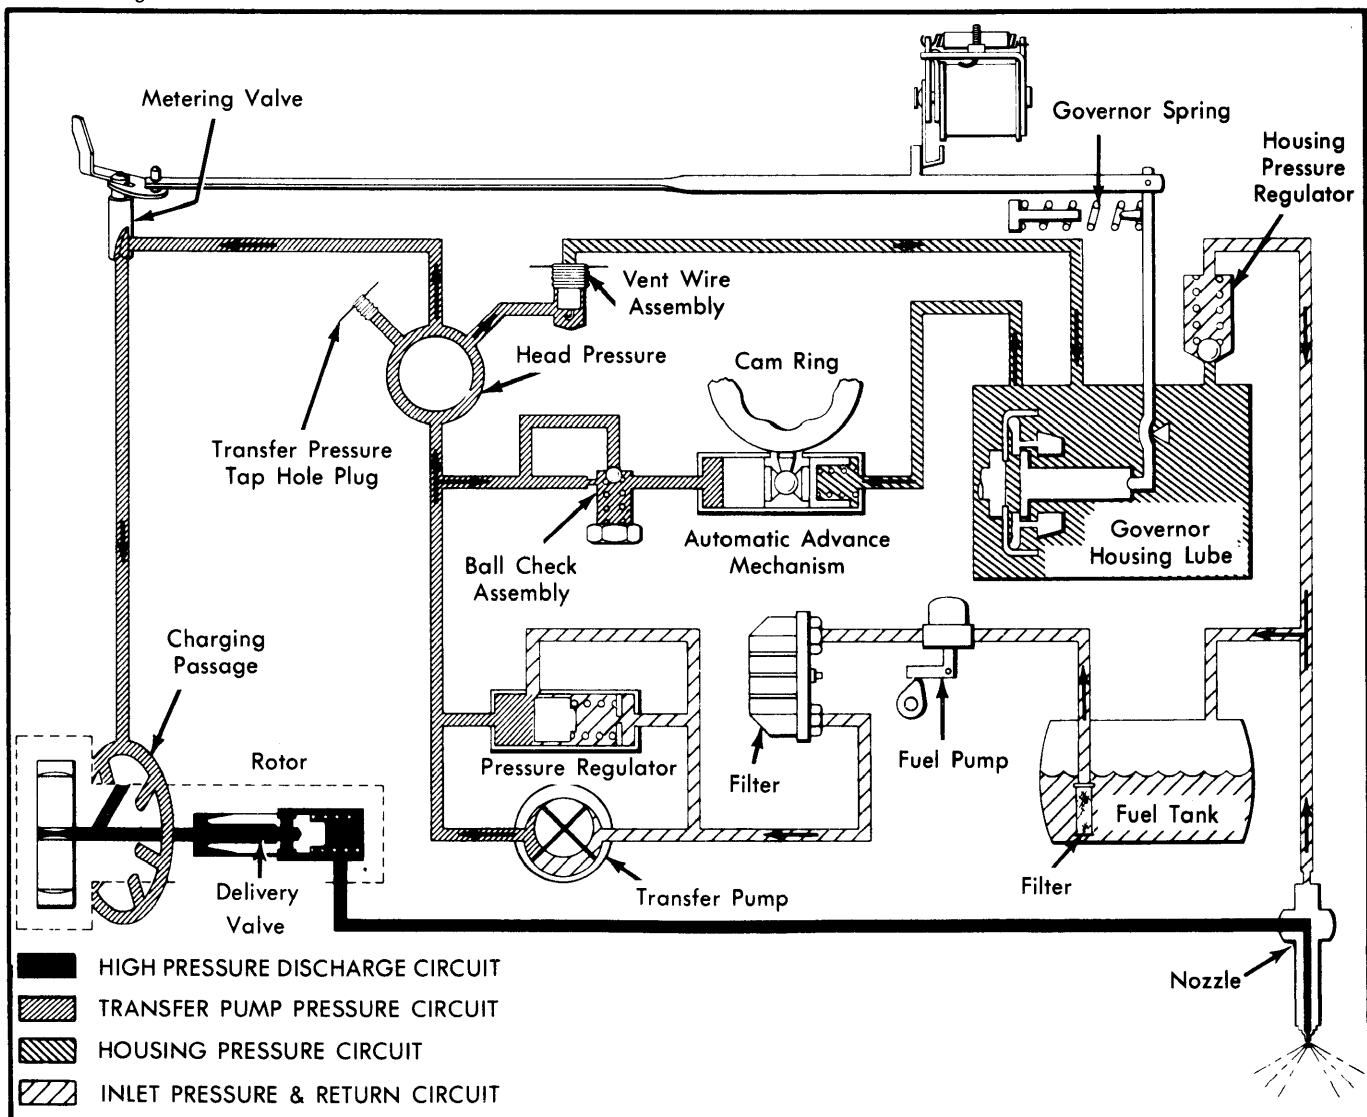 Metering Valve
Governor Spring
Housing
Pressure
Regulator
Vent Wire
Assembly
Head Pressure
Cam Ring
Transfer Pressure
Tap Hole Plug
Ball Check
Assembly
Automatic Advance
Mechanism
Governor
Housing Lube
Charging
Passage
Rotor
Pressure Regulator
Filter
Fuel Pump
Fuel Tank
Filter
Delivery
Valve
Transfer Pump
Nozzle
HIGH PRESSURE DISCHARGE CIRCUIT
TRANSFER PUMP PRESSURE CIRCUIT
HOUSING PRESSURE CIRCUIT
INLET PRESSURE & RETURN CIRCUIT